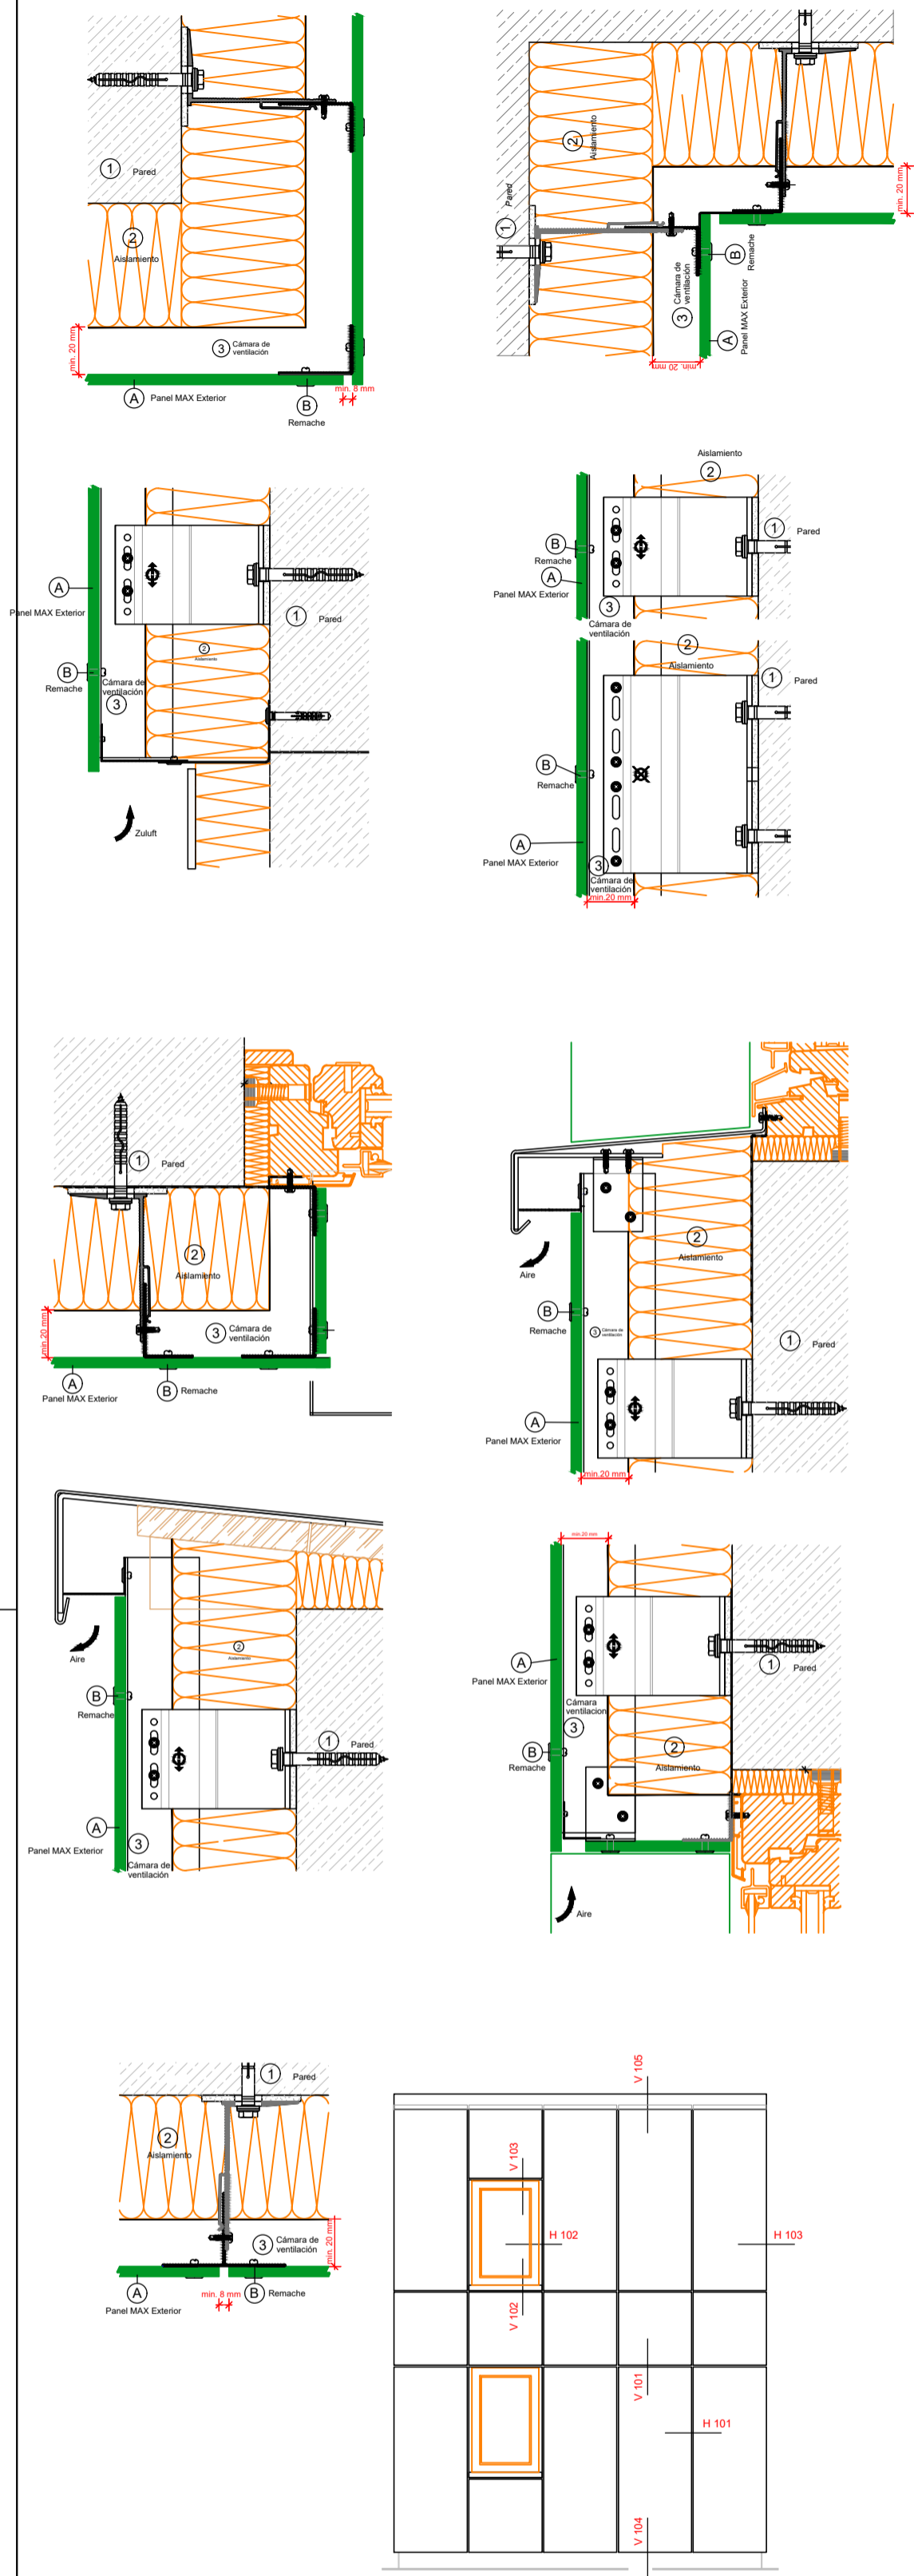 1 Pared
2
Aislamiento
min. 20 mm
3 Cámara de
ventilación
A Panel MAX Exterior
min. 8 mm
B
Remache
2
Aislamiento
Pared
1
min. 20 mm
B
Remache
3
Cámara de
ventilación
A
Panel MAX Exterior
min. 20 mm
A
Panel MAX Exterior
1 Pared
2
Aislamiento
B
Remache
Cámara de
ventilación
3
Zuluft
Aislamiento
2
1 Pared
B
Remache
A
Panel MAX Exterior
3
Cámara de
ventilación
2
Aislamiento
1 Pared
B
Remache
A
Panel MAX Exterior
3
Cámara de
ventilación
min.20 mm
1 Pared
2
Aislamiento
min.20 mm
3 Cámara de
ventilación
A
Panel MAX Exterior
B Remache
2
Aislamiento
Aire
B
Remache
3 Cámara de
ventilación
1 Pared
A
Panel MAX Exterior
min.20 mm
Aire
2
Aislamiento
B
Remache
1 Pared
A
Panel MAX Exterior
3
Cámara de
ventilación
min.20 mm
A
Panel MAX Exterior
1 Pared
Cámara
ventilacion
3
B
Remache
2
Aislamiento
Aire
1 Pared
2
Aislamiento
3 Cámara de
ventilación
min. 20 mm
A
Panel MAX Exterior
min. 8 mm
B Remache
V 105
V 103
H 102
H 103
V 102
V 101
H 101
V 104